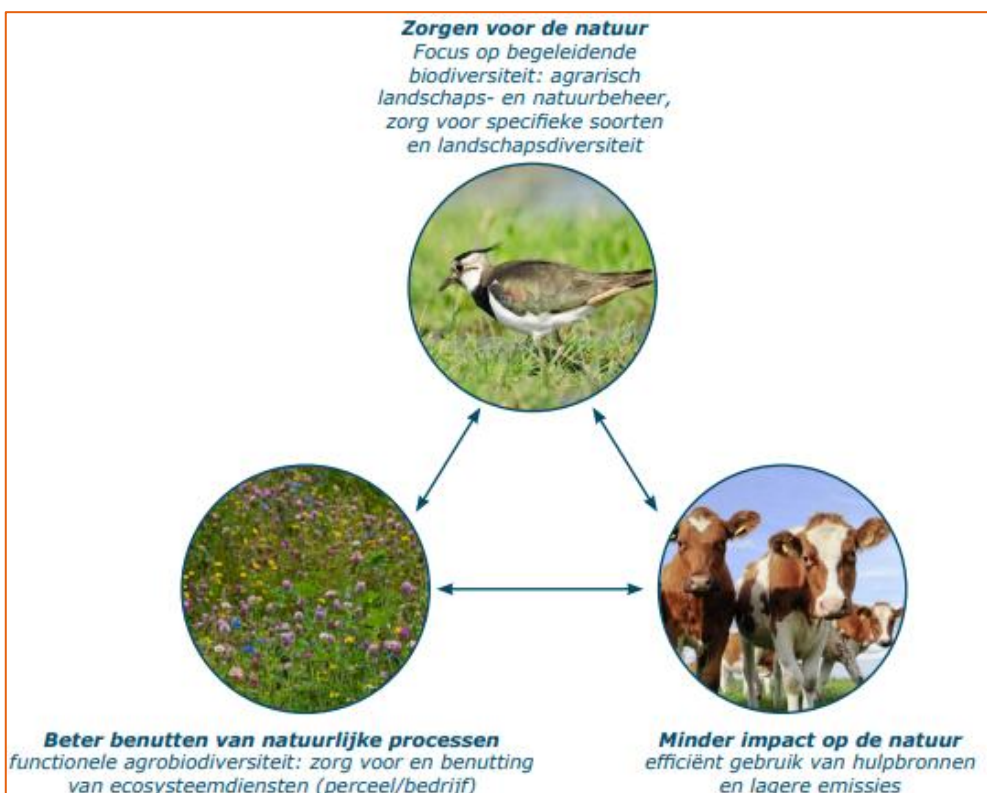 Zorgen voor de natuur
Focus op begeleidende
biodiversiteit: agrarisch
landschaps- en natuurbeheer,
zorg voor specifieke soorten
en landschapsdiversiteit
Beter benutten van natuurlijke processen
functionele agrobiodiversiteit: zorg voor en benutting
van ecosysteemdiensten (perceel/bedrijf)
Minder impact op de natuur
efficiënt gebruik van hulpbronnen
en lagere emissies